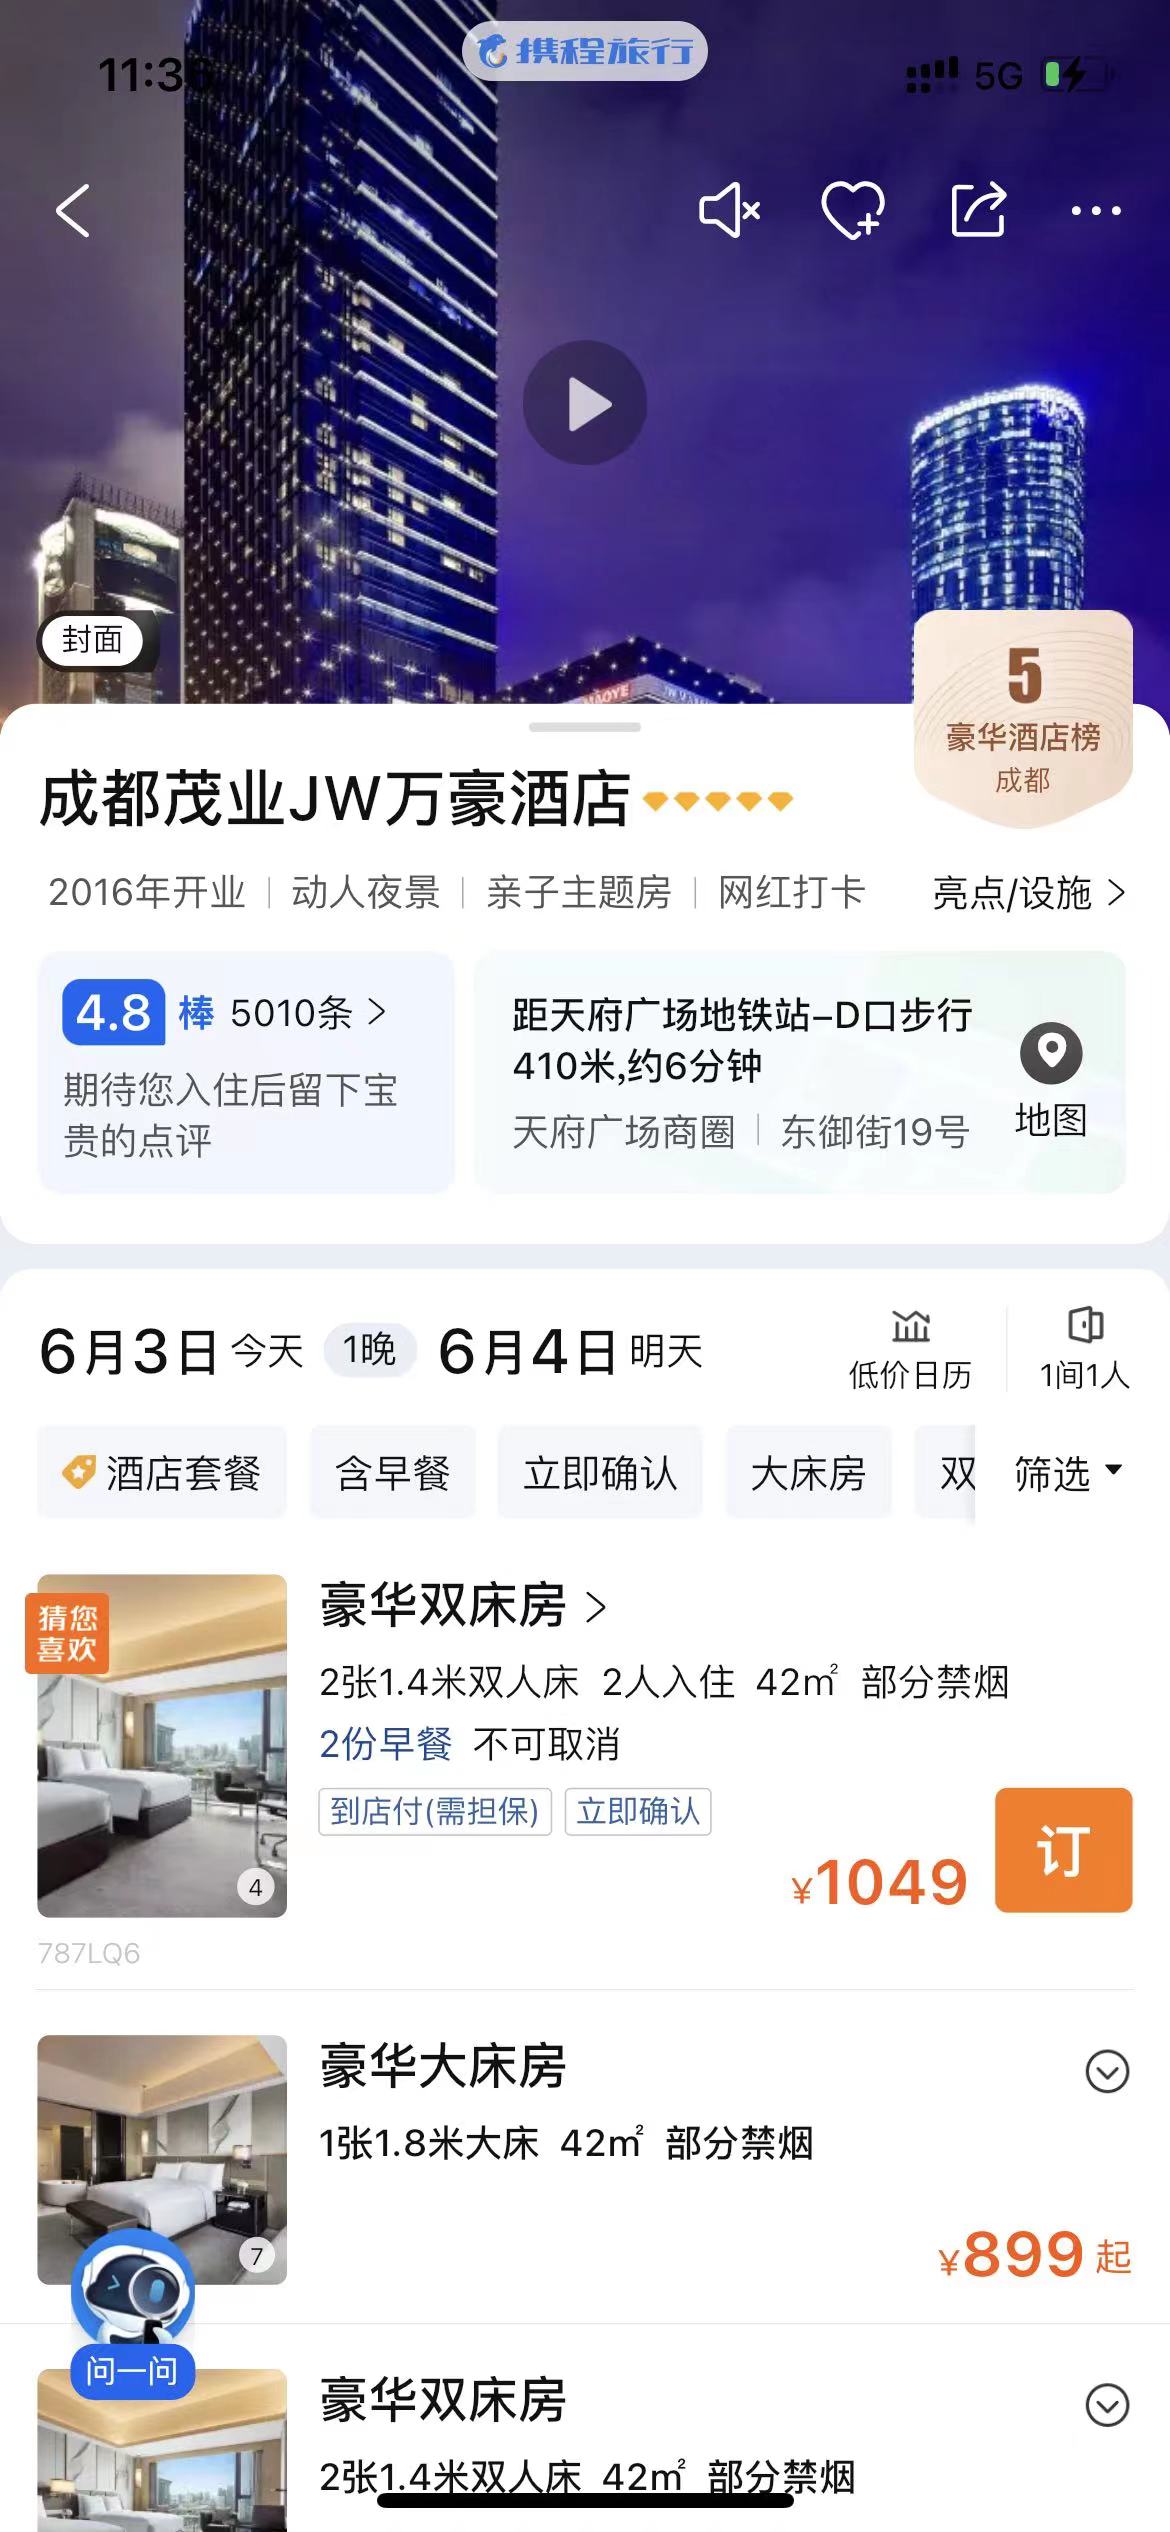 11:3
携程旅行
5G
封面
MAOYE
5
豪华酒店榜
成都
成都茂业JW万豪酒店
2016年开业 | 动人夜景 | 亲子主题房 | 网红打卡 亮点/设施 >
4.8 棒 5010条 >
期待您入住后留下宝
贵的点评
距天府广场地铁站-D口步行
410米,约6分钟
天府广场商圈 | 东御街19号
地图
6月3日 今天 1晚 6月4日 明天
低价日历
1间1人
酒店套餐 含早餐 立即确认 大床房 双 筛选
猜您
喜欢
豪华双床房 >
2张1.4米双人床 2人入住 42㎡ 部分禁烟
2份早餐 不可取消
到店付(需担保) 立即确认
¥1049 订
4
787LQ6
豪华大床房
1张1.8米大床 42㎡ 部分禁烟
7
¥899起
问一问
豪华双床房
2张1.4米双人床 42㎡ 部分禁烟